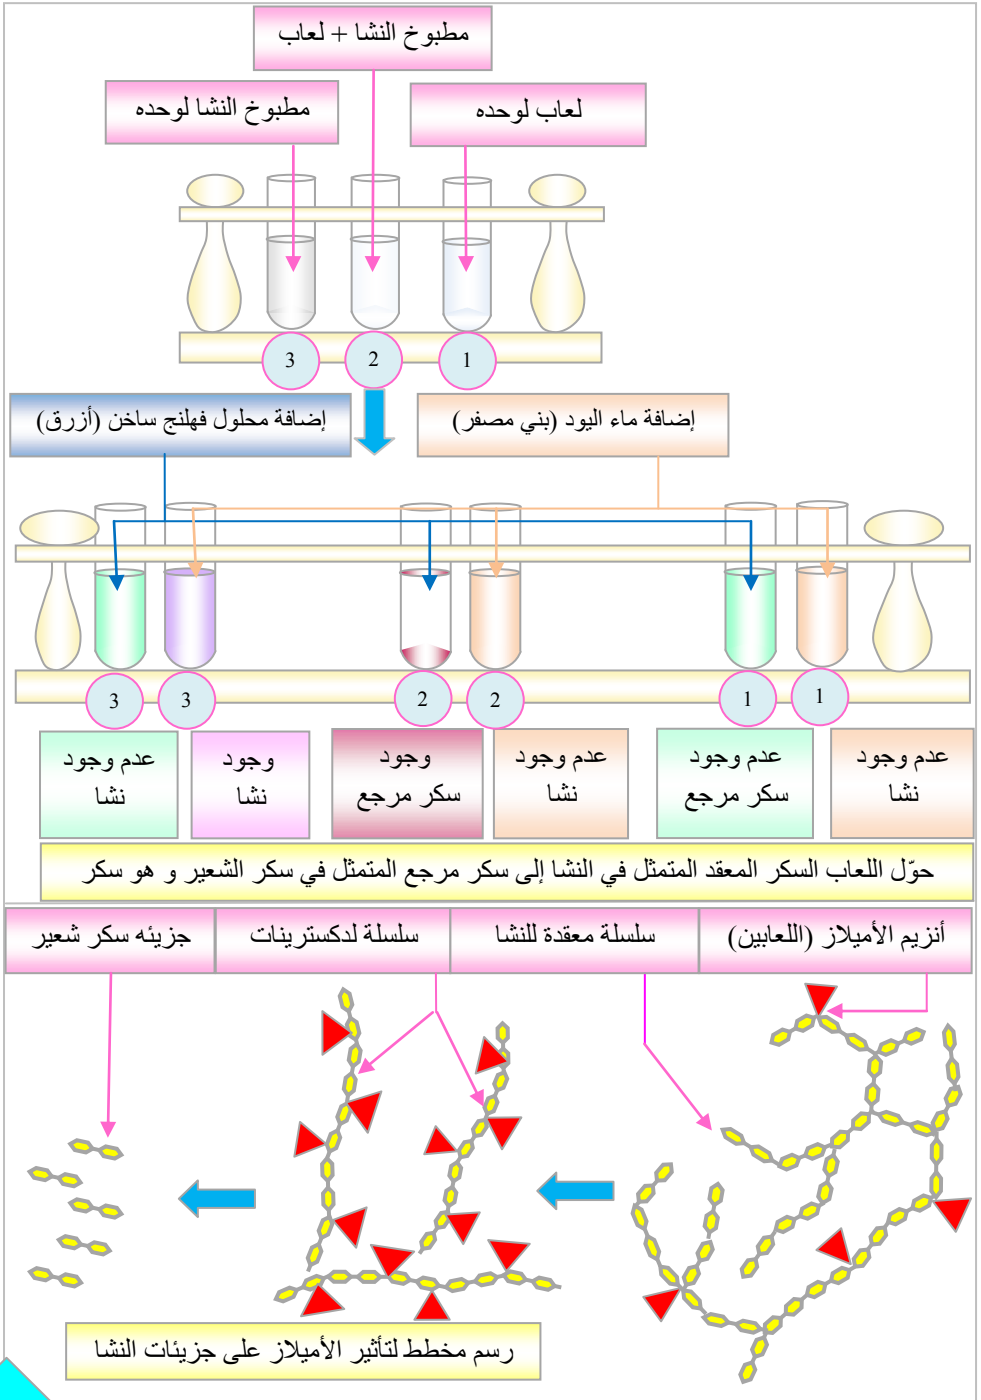 مطبوخ النشا + لعاب
لعاب لوحده
مطبوخ النشا لوحده
1
2
3
إضافة ماء اليود (بني مصفر)
إضافة محلول فهلنج ساخن (أزرق)
1
1
2
2
3
3
عدم وجود
نشا
عدم وجود
سكر مرجع
عدم وجود
نشا
وجود
سكر مرجع
وجود
نشا
عدم وجود
نشا
حوّل اللعاب السكر المعقد المتمثل في النشا إلى سكر مرجع المتمثل في سكر الشعير و هو سكر
أنزيم الأميلاز (اللعابين)
سلسلة معقدة للنشا
سلسلة لدكسترينات
جزيئه سكر شعير
رسم مخطط لتأثير الأميلاز على جزيئات النشا